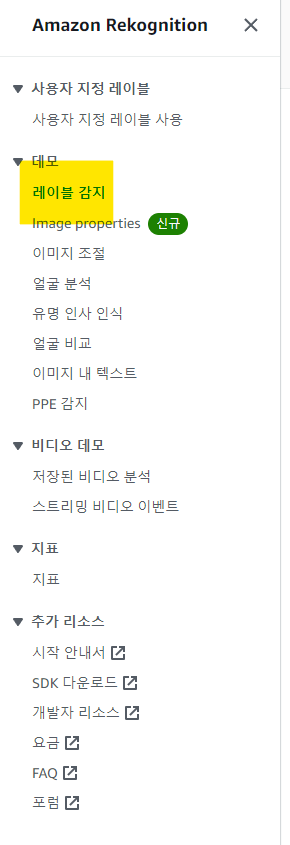 Amazon Rekognition
사용자 지정 레이블
사용자 지정 레이블 사용
데모
레이블 감지
Image properties 신규
이미지 조절
얼굴 분석
유명 인사 인식
얼굴 비교
이미지 내 텍스트
PPE 감지
비디오 데모
저장된 비디오 분석
스트리밍 비디오 이벤트
지표
지표
추가 리소스
시작 안내서
SDK 다운로드
개발자 리소스
요금
FAQ
포럼